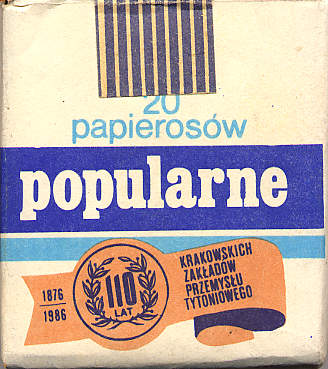 20
papierosów
popularne
1876
1986
110
LAT
KRAKOWSKICH
ZAKŁADÓW
PRZEMYSŁU
TYTONIOWEGO